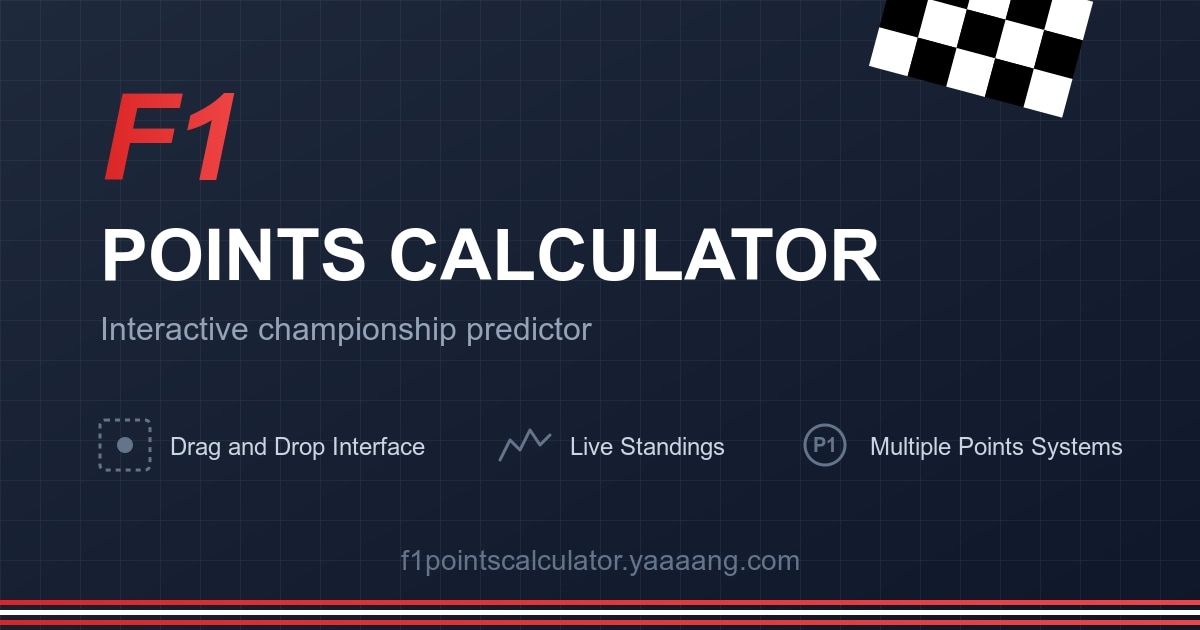 F1
POINTS CALCULATOR
Interactive championship predictor
Drag and Drop Interface
Live Standings
P1
Multiple Points Systems
f1pointscalculator.yaaaang.com